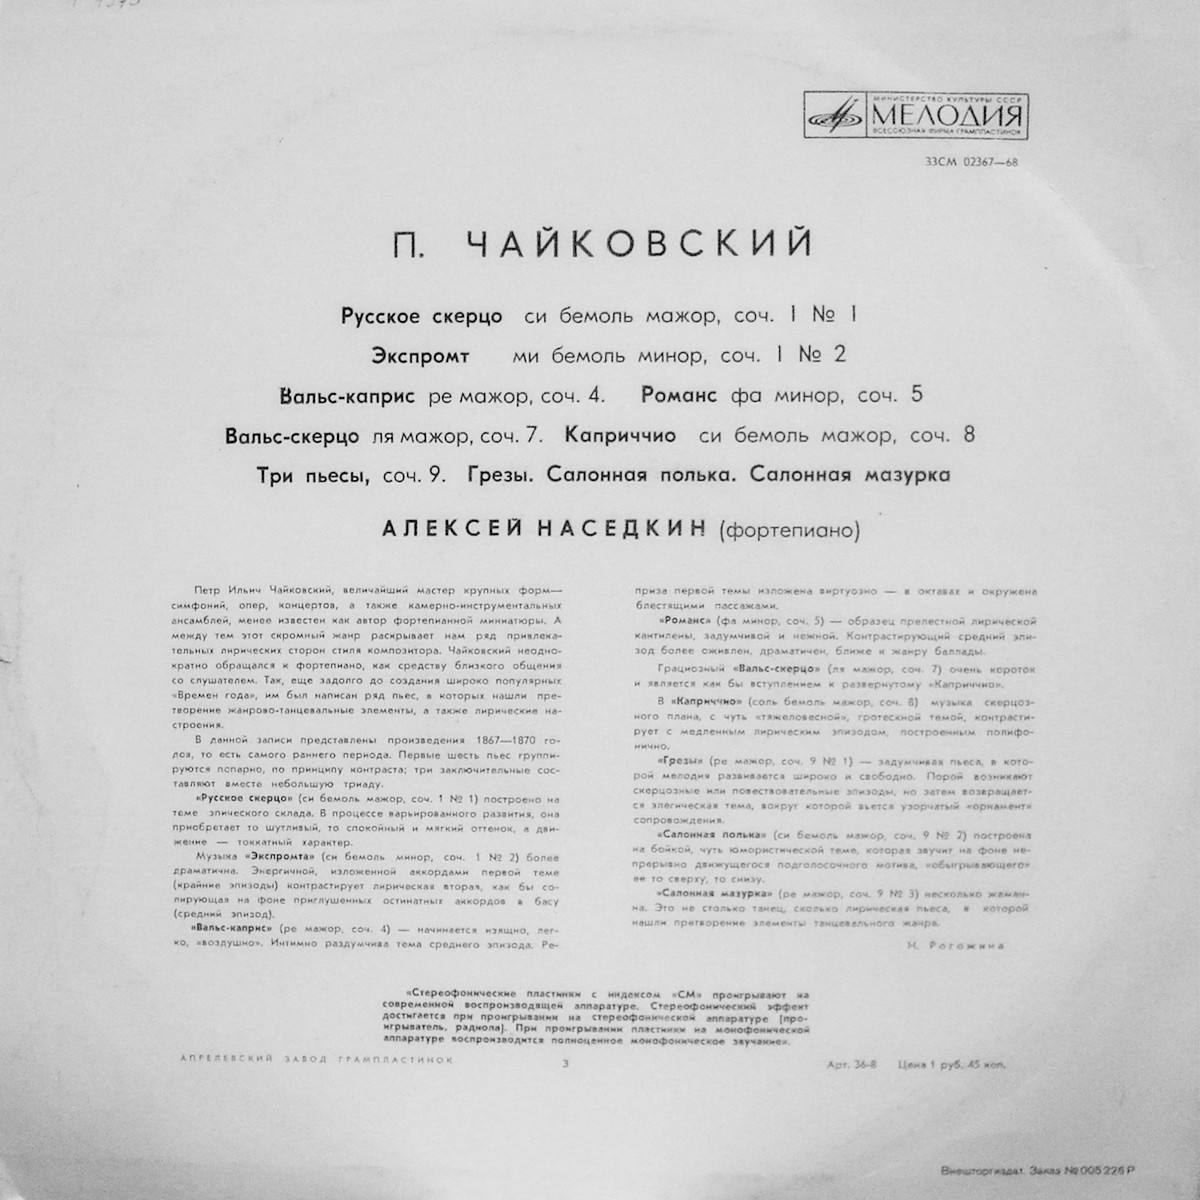 МИНИСТЕРСТВО КУЛЬТУРЫ СССР
МЕЛОДИЯ
ВСЕСОЮЗНАЯ ФИРМА ГРАМПЛАСТИНОК
33СМ 02367—68
П. ЧАЙКОВСКИЙ
Русское скерцо си бемоль мажор, соч. 1 № 1
Экспромт ми бемоль минор, соч. 1 № 2
Вальс-каприс ре мажор, соч. 4. Романс фа минор, соч. 5
Вальс-скерцо ля мажор, соч. 7. Каприччио си бемоль мажор, соч. 8
Три пьесы, соч. 9. Грезы. Салонная полька. Салонная мазурка
АЛЕКСЕЙ НАСЕДКИН (фортепиано)
Петр Ильич Чайковский, величайший мастер крупных форм—
симфоний, опер, концертов, а также камерно-инструментальных
ансамблей, менее известен как автор фортепианной миниатюры. А
между тем этот скромный жанр раскрывает нам ряд привлека-
тельных лирических сторон стиля композитора. Чайковский неодно-
кратно обращался к фортепиано, как средству близкого общения
со слушателем. Так, еще задолго до создания широко популярных
«Времен года», им был написан ряд пьес, в которых нашли пре-
творение жанрово-танцевальные элементы, а также лирические на-
строения.
В данной записи представлены произведения 1867—1870 го-
дов, то есть самого раннего периода. Первые шесть пьес группи-
руются попарно, по принципу контраста; три заключительные сос-
тавляют вместе небольшую триаду.
«Русское скерцо» (си бемоль мажор, соч. 1 № 1) построено на
теме эпического склада. В процессе варьированного развития, она
приобретает то шутливый, то спокойный и мягкий оттенок, а дви-
жение — токкатный характер.
Музыка «Экспромта» (си бемоль минор, соч. 1 № 2) более
драматична. Энергичной, изложенной аккордами первой теме
(крайние эпизоды) контрастирует лирическая вторая, как бы со-
лирующая на фоне приглушенных остинатных аккордов в басу
(средний эпизод).
«Вальс-каприс» (ре мажор, соч. 4) — начинается изящно, лег-
ко, «воздушно». Интимно раздумчива тема среднего эпизода. Ре-
приза первой темы изложена виртуозно — в октавах и окружена
блестящими пассажами.
«Романс» (фа минор, соч. 5) — образец прелестной лирической
кантилены, задумчивой и нежной. Контрастирующий средний эпи-
зод более оживлен, драматичен, ближе к жанру баллады.
Грациозный «Вальс-скерцо» (ля мажор, соч. 7) очень короток
и является как бы вступлением к развернутому «Каприччио».
В «Каприччио» (соль бемоль мажор, соч. 8) музыка скерцоз-
ного плана, с чуть «тяжеловесной», гротескной темой, контрасти-
рует с медленным лирическим эпизодом, построенным полифо-
нично.
«Грезы» (ре мажор, соч. 9 № 1) — задумчивая пьеса, в кото-
рой мелодия развивается широко и свободно. Порой возникают
скерцозные или повествовательные эпизоды, но затем возвращает-
ся элегическая тема, вокруг которой вьется узорчатый «орнамент»
сопровождения.
«Салонная полька» (си бемоль мажор, соч. 9 № 2) построена
на бойкой, чуть юмористической теме, которая звучит на фоне не-
прерывно движущегося подголосочного мотива, «обыгрывающего»
ее то сверху, то снизу.
«Салонная мазурка» (ре мажор, соч. 9 № 3) несколько жеман-
на. Это не столько танец, сколько лирическая пьеса, в которой
нашли претворение элементы танцевального жанра.
Н. Рогожина
«Стереофонические пластинки с индексом «СМ» проигрывают на
современной воспроизводящей аппаратуре. Стереофонический эффект
достигается при проигрывании на стереофонической аппаратуре (про-
игрыватель, радиола). При проигрывании пластинки на монофонической
аппаратуре воспроизводится полноценное монофоническое звучание».
АПРЕЛЕВСКИЙ ЗАВОД ГРАМПЛАСТИНОК
3
Арт. 36-8 Цена 1 руб. 45 коп.
Внешторгиздат. Заказ № 005226Р